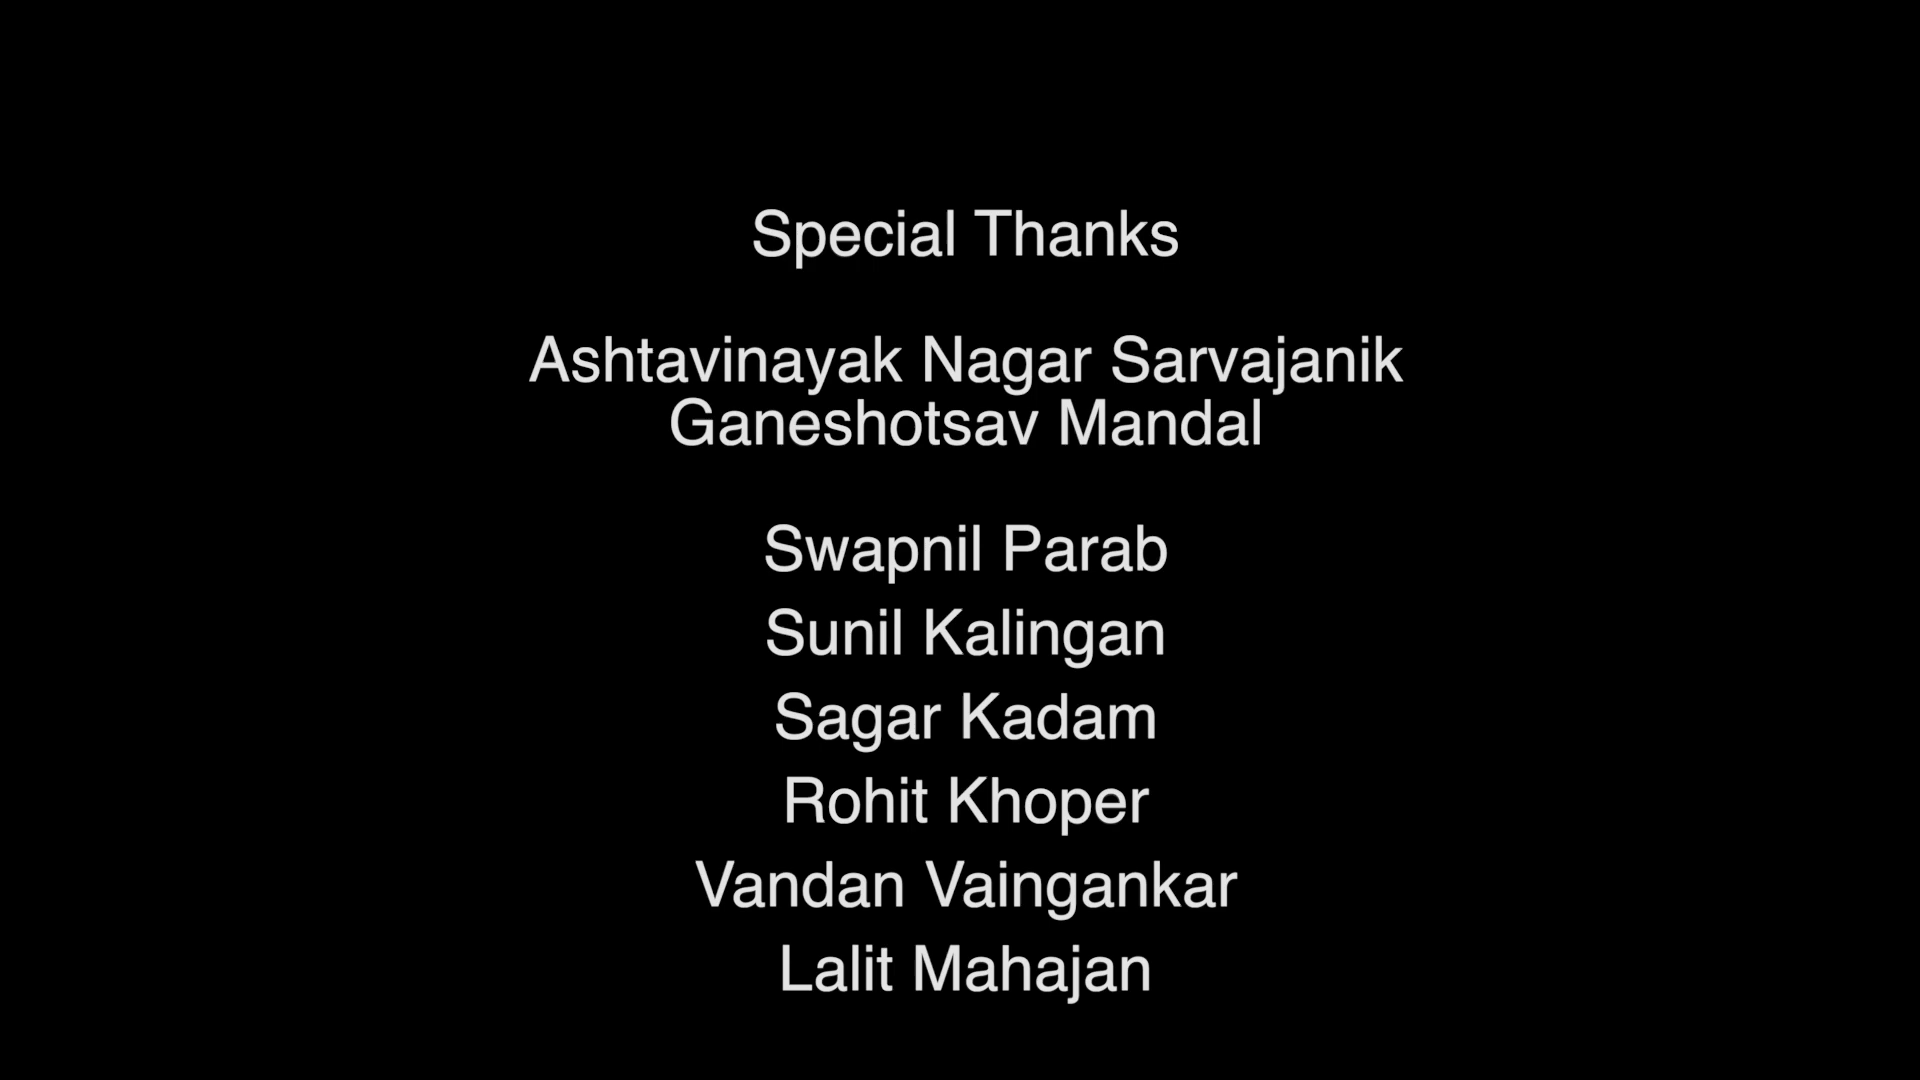 Special Thanks
Ashtavinayak Nagar Sarvajanik
Ganeshotsav Mandal
Swapnil Parab
Sunil Kalingan
Sagar Kadam
Rohit Khoper
Vandan Vaingankar
Lalit Mahajan